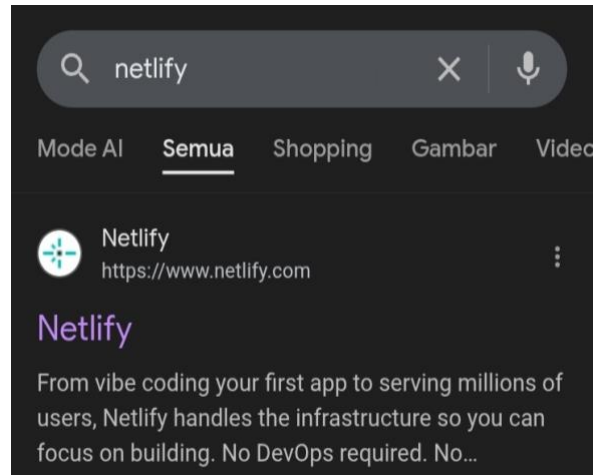 netlify
Mode AI Semua Shopping Gambar Video
Netlify
https://www.netlify.com
Netlify
From vibe coding your first app to serving millions of
users, Netlify handles the infrastructure so you can
focus on building. No DevOps required. No...